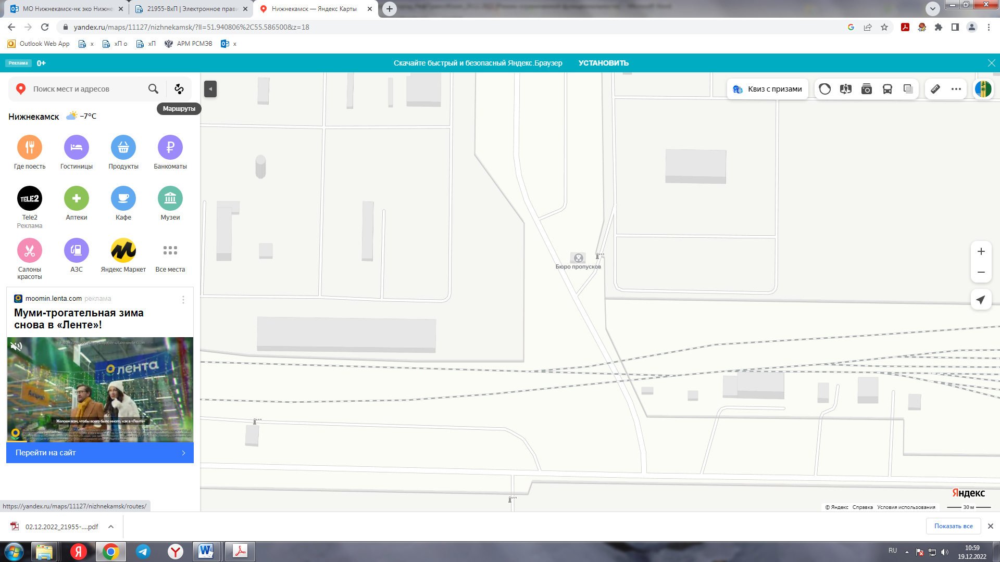 МО Нижнекамск-нк эко Нижне
21955-ВхП | Электронное прави
Нижнекамск — Яндекс Карты
yandex.ru/maps/11127/nizhnekamsk/?ll=51.940806%2C55.586500&z=18
Outlook Web App
х
хП о
хП
АРМ РСМЭВ
х
Реклама
0+
Скачайте быстрый и безопасный Яндекс.Браузер
УСТАНОВИТЬ
Поиск мест и адресов
Маршруты
Квиз с призами
Нижнекамск
−7°C
Где поесть
Гостиницы
Продукты
Банкоматы
TELE2
Tele2
Реклама
Аптеки
Кафе
Музеи
Салоны
красоты
АЗС
Яндекс Маркет
Все места
moomin.lenta.com реклама
Муми-трогательная зима
снова в «Ленте»!
лента
Акция
Желаем вам, чтобы всего было много, как в «Ленте»
Перейти на сайт
Бюро пропусков
Яндекс
© Яндекс Справка Условия использования
30 м
https://yandex.ru/maps/11127/nizhnekamsk/routes/
02.12.2022_21955-....pdf
Показать все
RU
10:59
19.12.2022